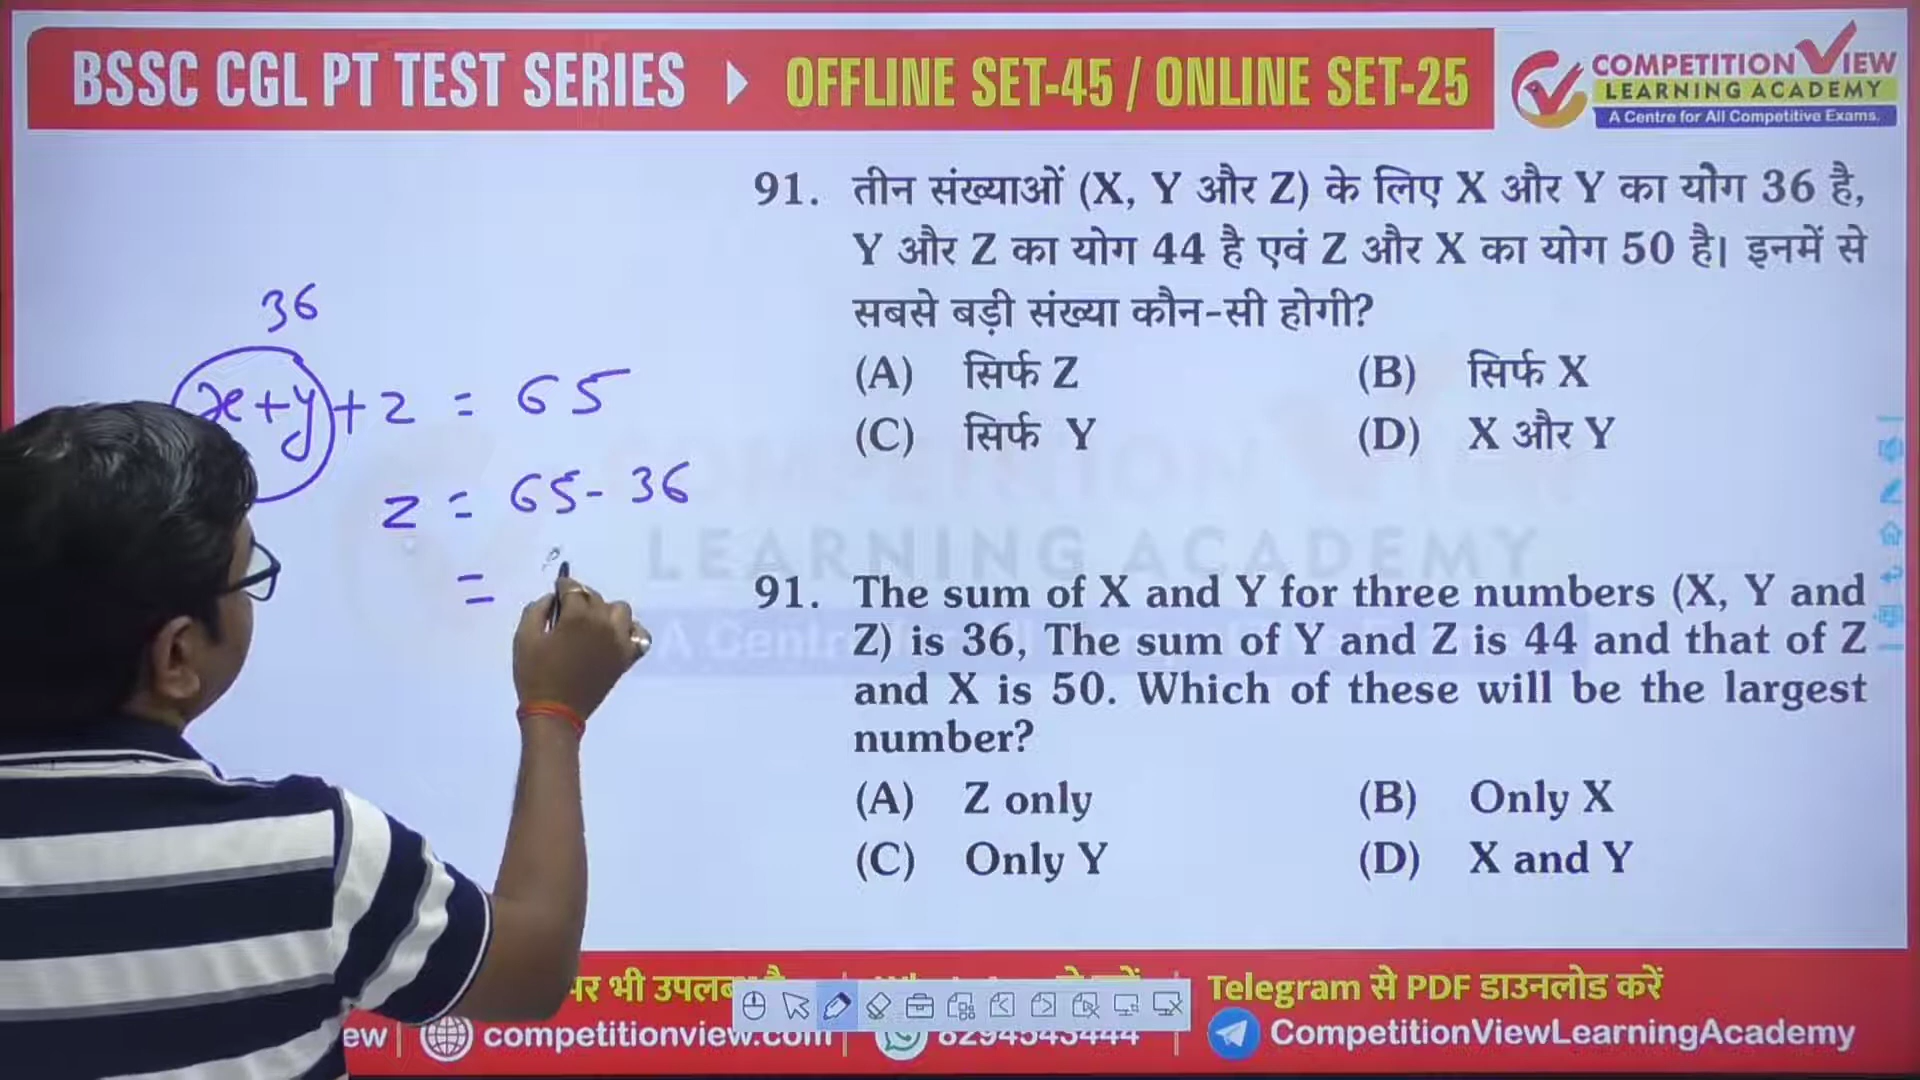 BSSC CGL PT TEST SERIES ▶ OFFLINE SET-45 / ONLINE SET-25
COMPETITION VIEW
LEARNING ACADEMY
A Centre for All Competitive Exams.
91. तीन संख्याओं (X, Y और Z) के लिए X और Y का योग 36 है,
Y और Z का योग 44 है एवं Z और X का योग 50 है। इनमें से
सबसे बड़ी संख्या कौन-सी होगी?
(A) सिर्फ Z (B) सिर्फ X
(C) सिर्फ Y (D) X और Y
36
x+y+z = 65
z = 65-36
=
91. The sum of X and Y for three numbers (X, Y and
Z) is 36, The sum of Y and Z is 44 and that of Z
and X is 50. Which of these will be the largest
number?
(A) Z only (B) Only X
(C) Only Y (D) X and Y
LEARNING ACADEMY
पर भी
Telegram से PDF डाउनलोड करें
competitionview.com
8294545444
CompetitionViewLearningAcademy